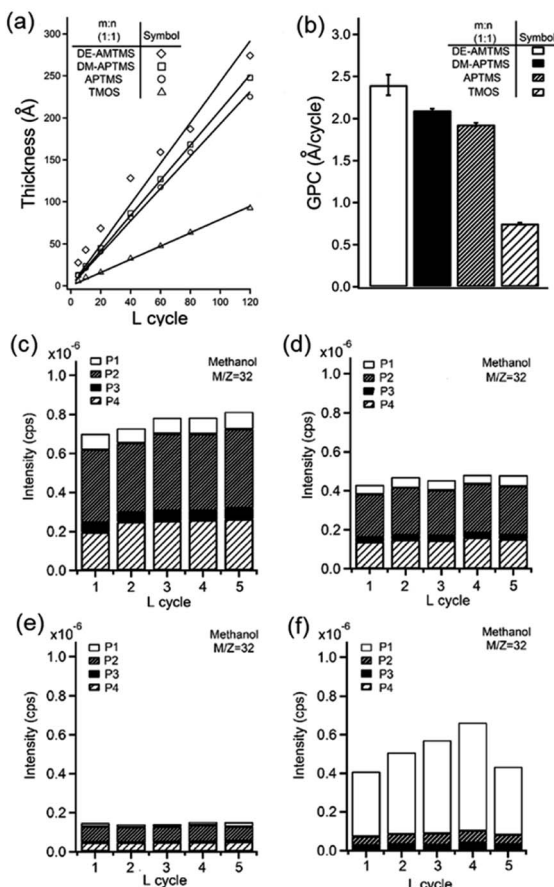 (a)
m:n
(1:1) Symbol
DE-AMTMS ◇
DM-APTMS □
APTMS ○
TMOS △
Thickness (Å)
300
250
200
150
100
50
0
0 20 40 60 80 100 120
L cycle
(b)
m:n
(1:1) Symbol
DE-AMTMS
DM-APTMS
APTMS
TMOS
GPC (Å/cycle)
3.0
2.5
2.0
1.5
1.0
0.5
0.0
(c)
x10-6
Methanol
M/Z=32
P1
P2
P3
P4
Intensity (cps)
1.0
0.8
0.6
0.4
0.2
0.0
1 2 3 4 5
L cycle
(d)
x10-6
Methanol
M/Z=32
P1
P2
P3
P4
Intensity (cps)
1.0
0.8
0.6
0.4
0.2
0.0
1 2 3 4 5
L cycle
(e)
x10-6
Methanol
M/Z=32
P1
P2
P3
P4
Intensity (cps)
1.0
0.8
0.6
0.4
0.2
0.0
1 2 3 4 5
L cycle
(f)
x10-6
Methanol
M/Z=32
P1
P2
P3
P4
Intensity (cps)
1.0
0.8
0.6
0.4
0.2
0.0
1 2 3 4 5
L cycle